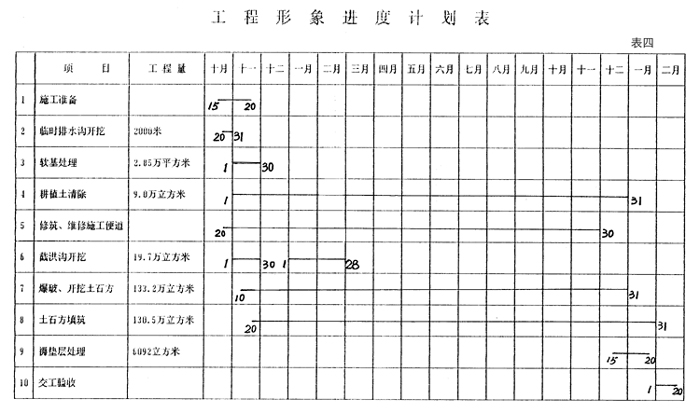 工程形象进度计划表
表四
项目 工程量 十月 十一 十二 一月 二月 三月 四月 五月 六月 七月 八月 九月 十月 十一 十二 一月 二月
1 施工准备 15 20
2 临时排水沟开挖 2000米 20 31
3 软基处理 2.85万平方米 1 30
4 耕植土清除 9.0万立方米 1 31
5 修筑、维修施工便道 20 30
6 截洪沟开挖 19.7万立方米 1 30 1 28
7 爆破、开挖土石方 133.2万立方米 10 31
8 土石方填筑 130.5万立方米 20 31
9 褥垫层处理 6092立方米 15 20
10 交工验收 1 20